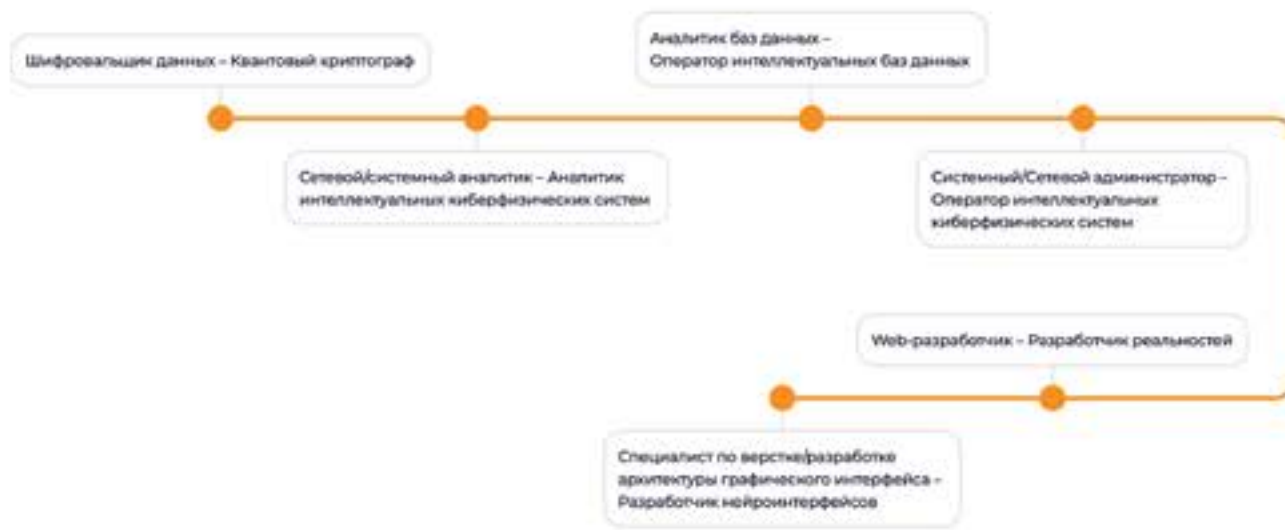 Шифровальщик данных – Квантовый криптограф
Аналитик баз данных –
Оператор интеллектуальных баз данных
Сетевой/системный аналитик – Аналитик
интеллектуальных киберфизических систем
Системный/Сетевой администратор –
Оператор интеллектуальных
киберфизических систем
Web-разработчик – Разработчик реальностей
Специалист по верстке/разработке
архитектуры графического интерфейса –
Разработчик нейроинтерфейсов